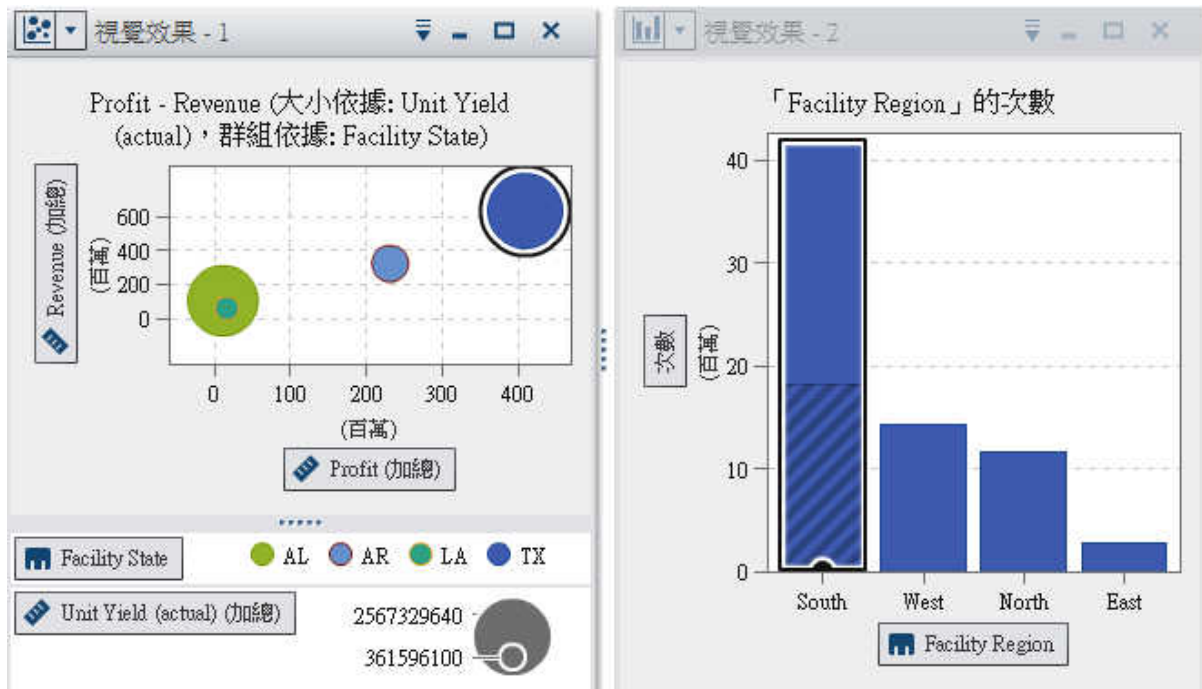 視覺效果 - 1
Profit - Revenue (大小依據: Unit Yield
(actual)，群組依據: Facility State)
Revenue (加總)
(百萬)
600
400
200
0
0 100 200 300 400
(百萬)
Profit (加總)
Facility State
AL AR LA TX
Unit Yield (actual) (加總)
2567329640
361596100
視覺效果 - 2
「Facility Region」的次數
次數
(百萬)
40
30
20
10
0
South West North East
Facility Region